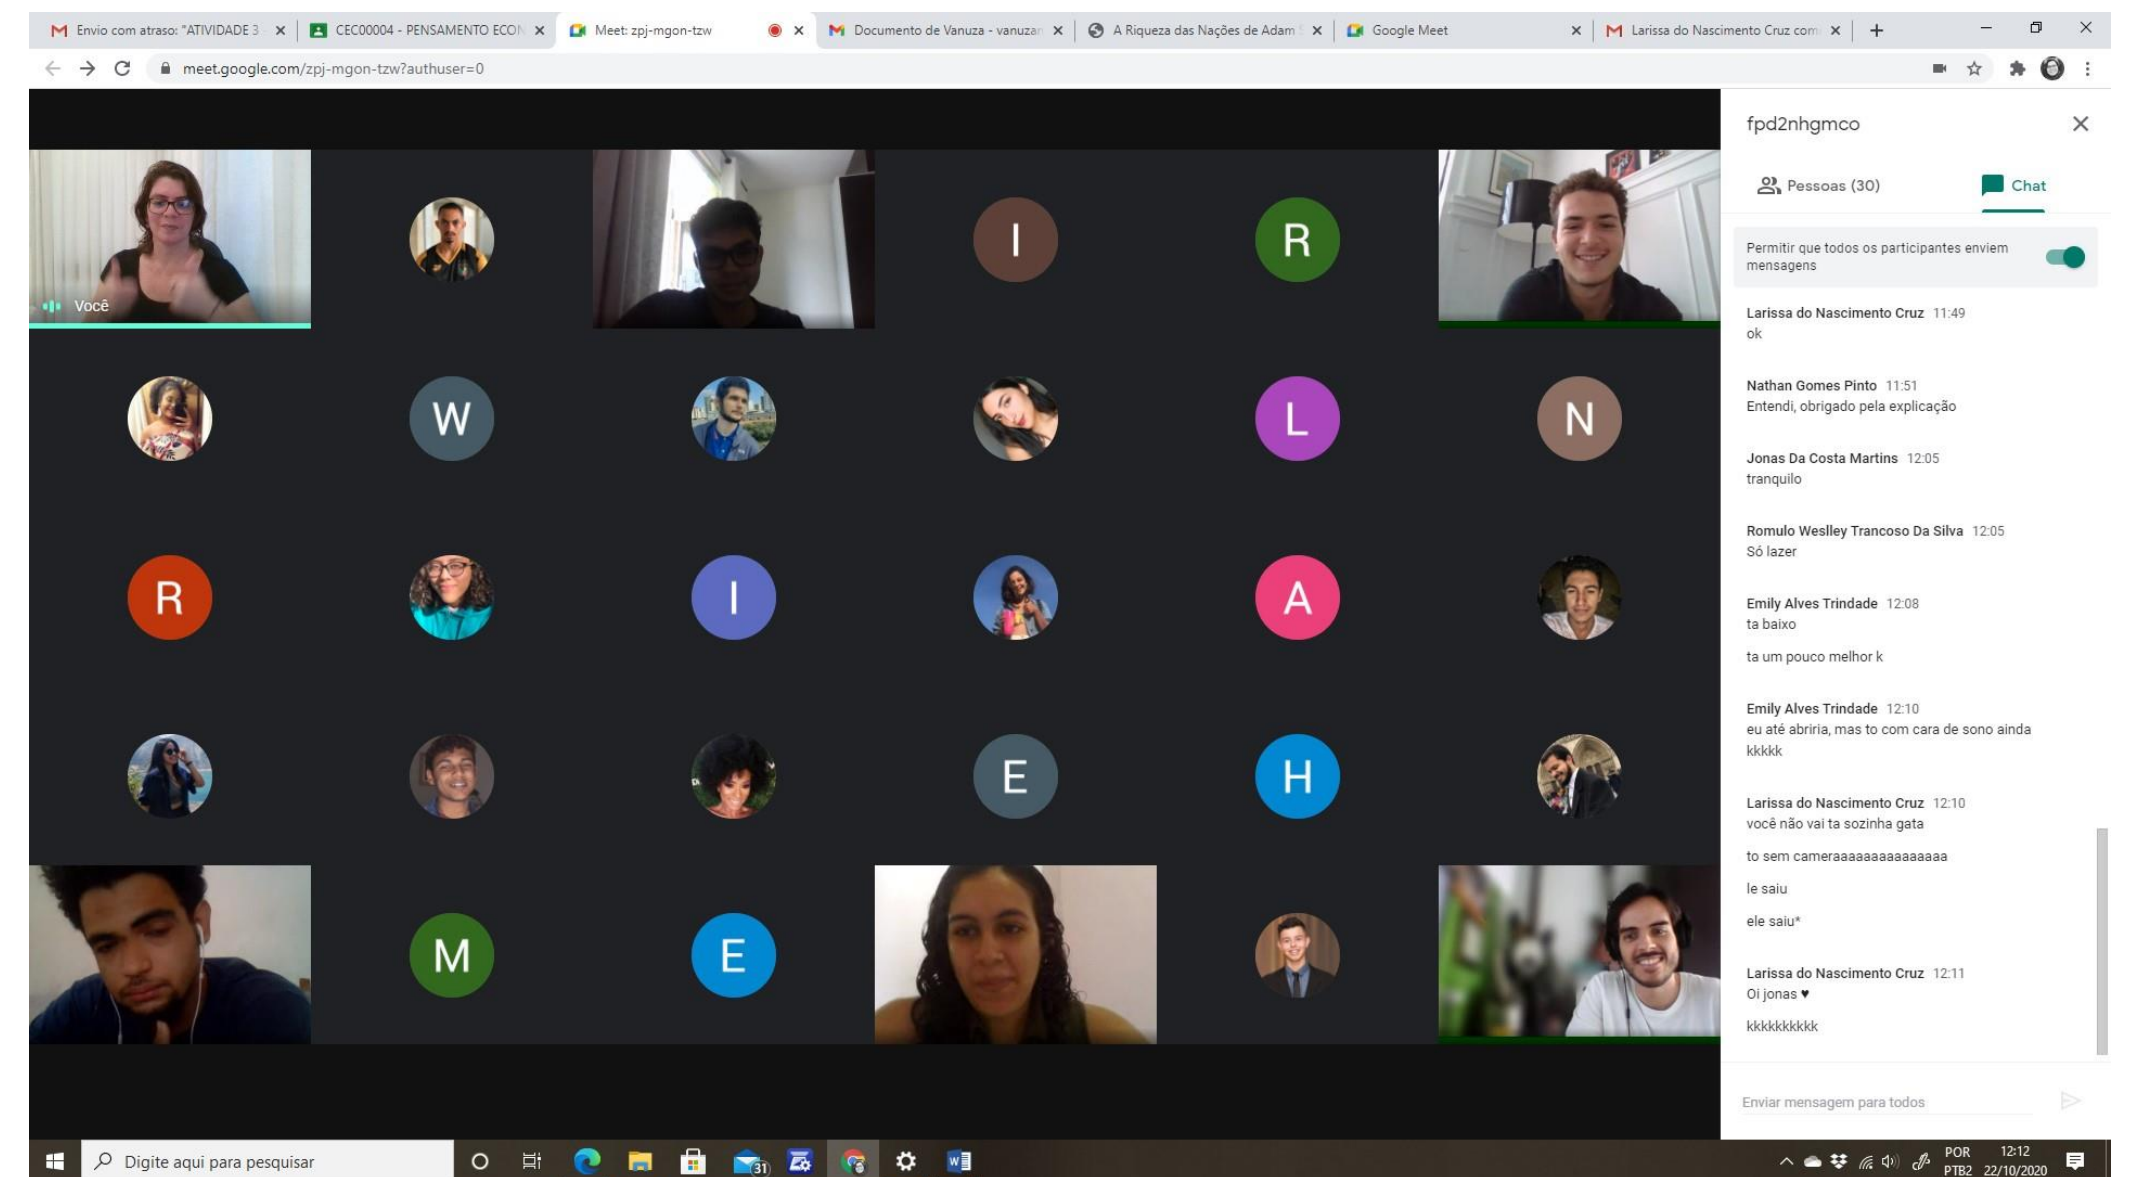 Envio com atraso: "ATIVIDADE 3
CEC00004 - PENSAMENTO ECON
Meet: zpj-mgon-tzw
Documento de Vanuza - vanuzan
A Riqueza das Nações de Adam S
Google Meet
Larissa do Nascimento Cruz com
meet.google.com/zpj-mgon-tzw?authuser=0
fpd2nhgmco
Pessoas (30)
Chat
Permitir que todos os participantes enviem
mensagens
Larissa do Nascimento Cruz 11:49
ok
Nathan Gomes Pinto 11:51
Entendi, obrigado pela explicação
Jonas Da Costa Martins 12:05
tranquilo
Romulo Weslley Trancoso Da Silva 12:05
Só lazer
Emily Alves Trindade 12:08
ta baixo
ta um pouco melhor k
Emily Alves Trindade 12:10
eu até abriria, mas to com cara de sono ainda
kkkkk
Larissa do Nascimento Cruz 12:10
você não vai ta sozinha gata
to sem cameraaaaaaaaaaaaaaa
le saiu
ele saiu*
Larissa do Nascimento Cruz 12:11
Oi jonas ♥
kkkkkkkkkk
Enviar mensagem para todos
Você
I
R
W
L
N
R
I
A
E
H
M
E
Digite aqui para pesquisar
31
POR 12:12
PTB2 22/10/2020